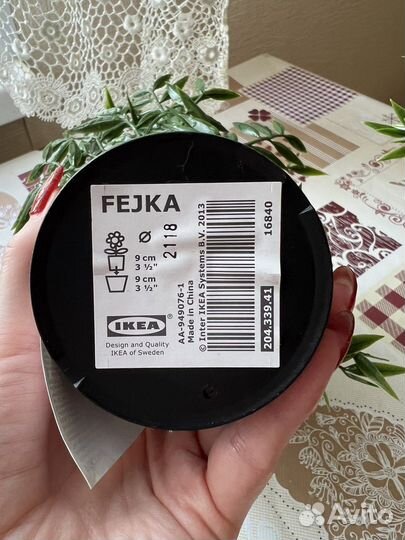 FEJKA
Ø
2118
9 cm
3 ½"
9 cm
3 ½"
IKEA®
Design and Quality
IKEA of Sweden
AA-949076-1
Made in China
© Inter IKEA Systems B.V. 2013
16840
204.339.41
Avito